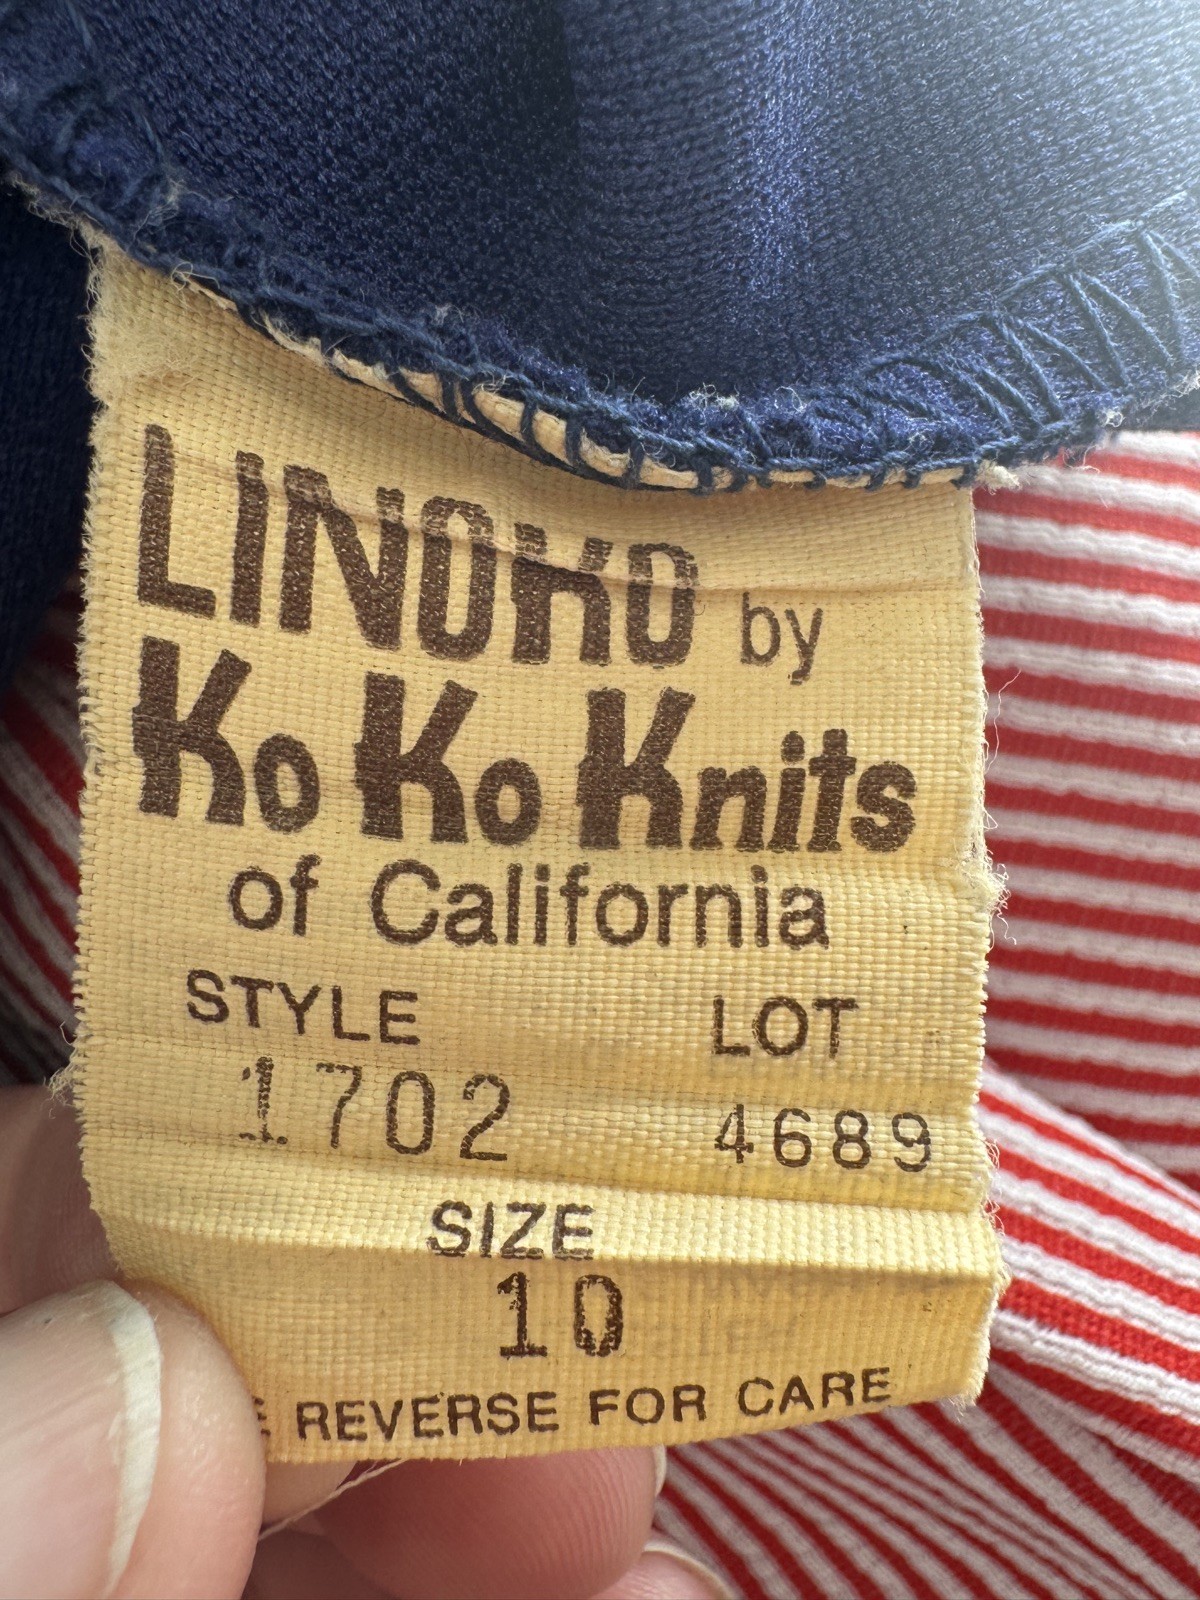 LINOKO by
Ko Ko Knits
of California
STYLE LOT
1702 4689
SIZE
10
REVERSE FOR CARE